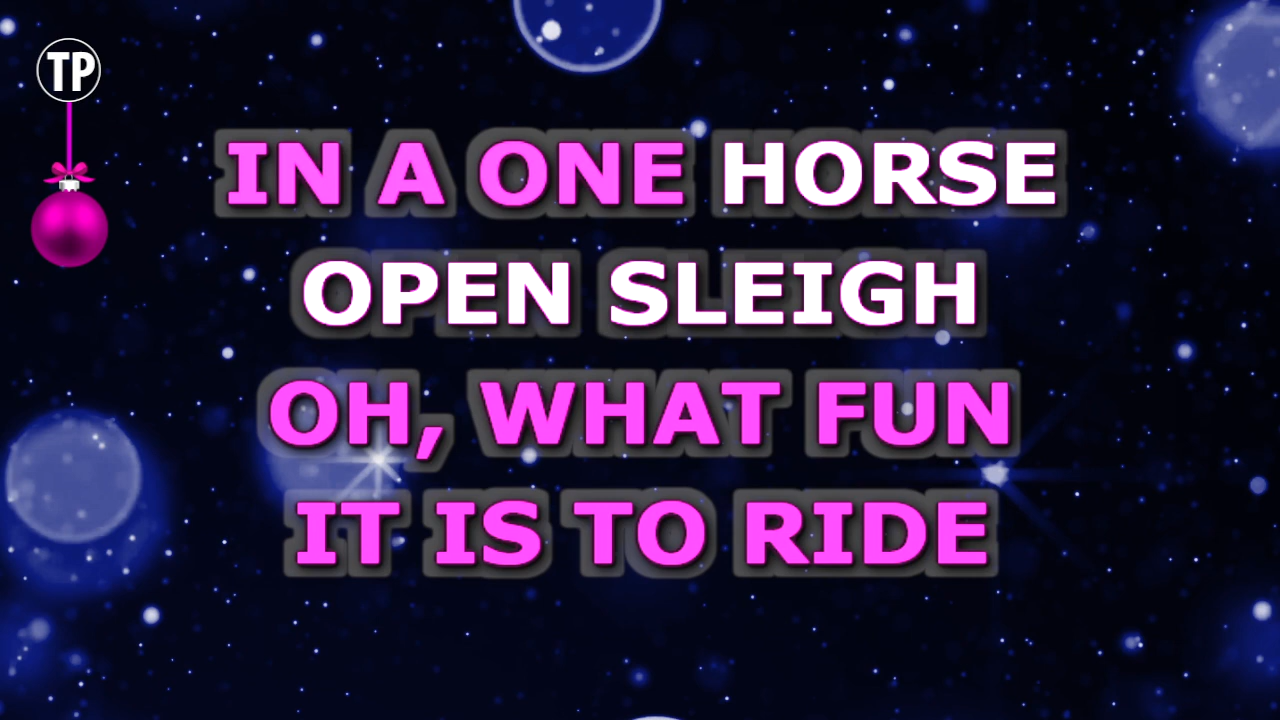 TP
IN A ONE HORSE
OPEN SLEIGH
OH, WHAT FUN
IT IS TO RIDE